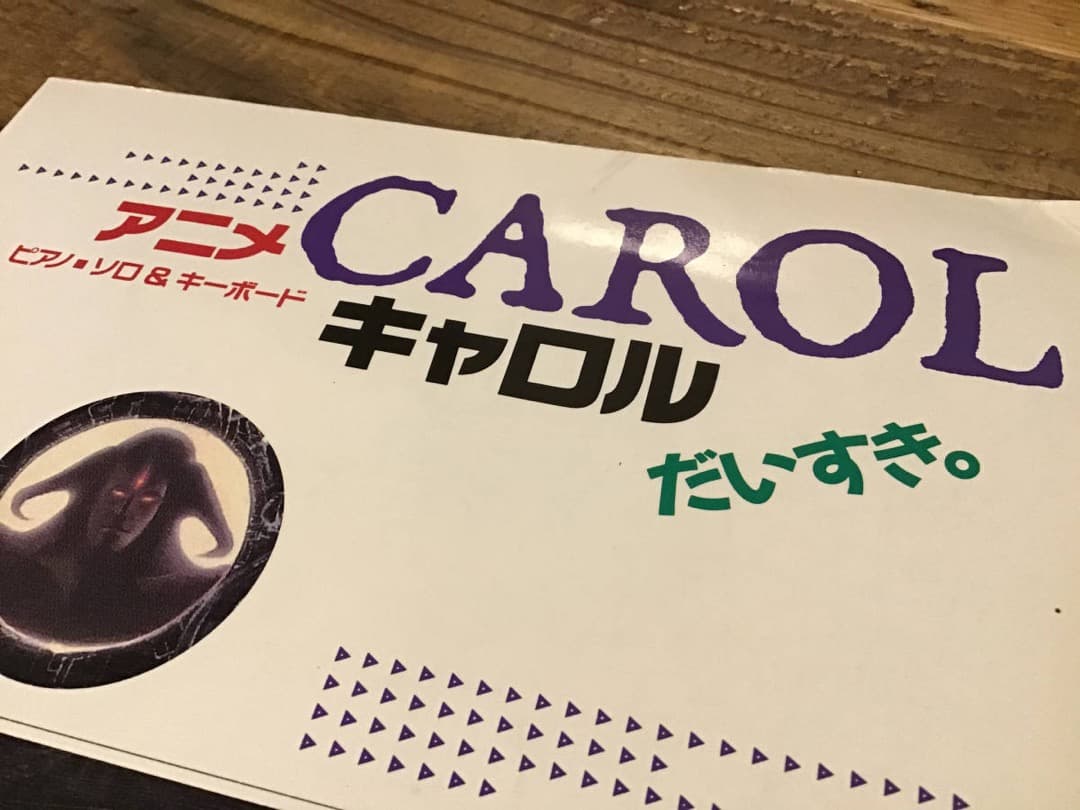 アニメ
CAROL
ピアノ・ソロ&キーボード
キャロル
だいすき。